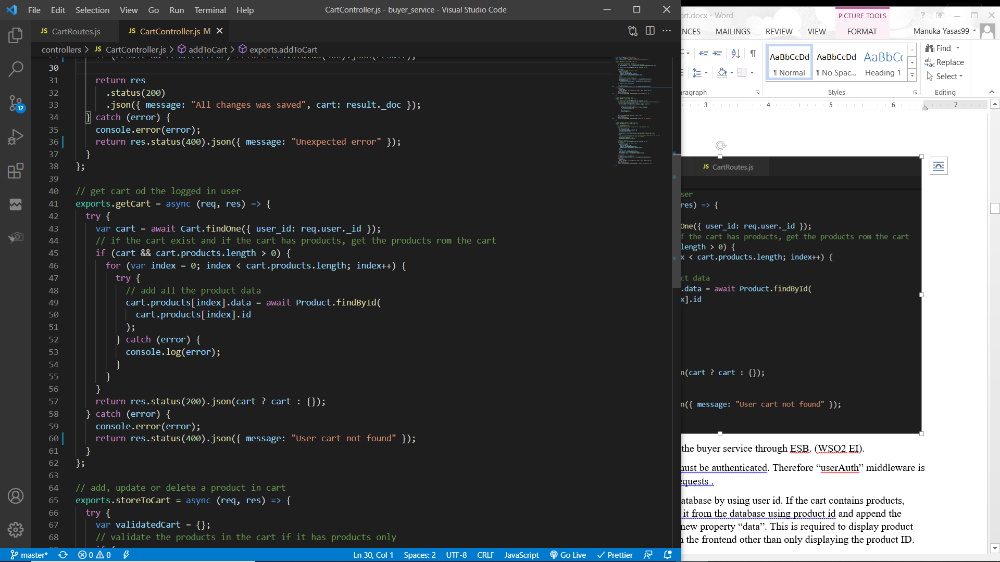 File Edit Selection View Go Run Terminal Help
CartController.js - buyer_service - Visual Studio Code
JS CartRoutes.js
JS CartController.js M
controllers > JS CartController.js > addToCart > exports.addToCart
30
31 return res
32 .status(200)
33 .json({ message: "All changes was saved", cart: result._doc });
34 } catch (error) {
35 console.error(error);
36 return res.status(400).json({ message: "Unexpected error" });
37 }
38 };
39
40 // get cart od the logged in user
41 exports.getCart = async (req, res) => {
42 try {
43 var cart = await Cart.findOne({ user_id: req.user._id });
44 // if the cart exist and if the cart has products, get the products rom the cart
45 if (cart && cart.products.length > 0) {
46 for (var index = 0; index < cart.products.length; index++) {
47 try {
48 // add all the product data
49 cart.products[index].data = await Product.findById(
50 cart.products[index].id
51 );
52 } catch (error) {
53 console.log(error);
54 }
55 }
56 }
57 return res.status(200).json(cart ? cart : {});
58 } catch (error) {
59 console.error(error);
60 return res.status(400).json({ message: "User cart not found" });
61 }
62 };
63
64 // add, update or delete a product in cart
65 exports.storeToCart = async (req, res) => {
66 try {
67 var validatedCart = {};
68 // validate the products in the cart if it has products only
12
master* 0 0 Ln 30, Col 1 Spaces: 2 UTF-8 CRLF JavaScript Go Live Prettier
ort.docx - Word
PICTURE TOOLS
NCES MAILINGS REVIEW VIEW FORMAT Manuka Yasas99
AaBbCcDd AaBbCcDd AaBbCc
¶ Normal ¶ No Spac... Heading 1
Find
Replace
Select
ragraph Styles Editing
3 4 5 6 7
JS CartRoutes.js
ser
res) => {
One({ user_id: req.user._id });
f the cart has products, get the products rom the cart
length > 0) {
x < cart.products.length; index++) {
ct data
.data = await Product.findById(
x].id
n(cart ? cart : {});
n({ message: "User cart not found" });
the buyer service through ESB. (WSO2 EI).
must be authenticated. Therefore “userAuth” middleware is
equests .
atabase by using user id. If the cart contains products,
it from the database using product id and append the
new property “data”. This is required to display product
n the frontend other than only displaying the product ID.